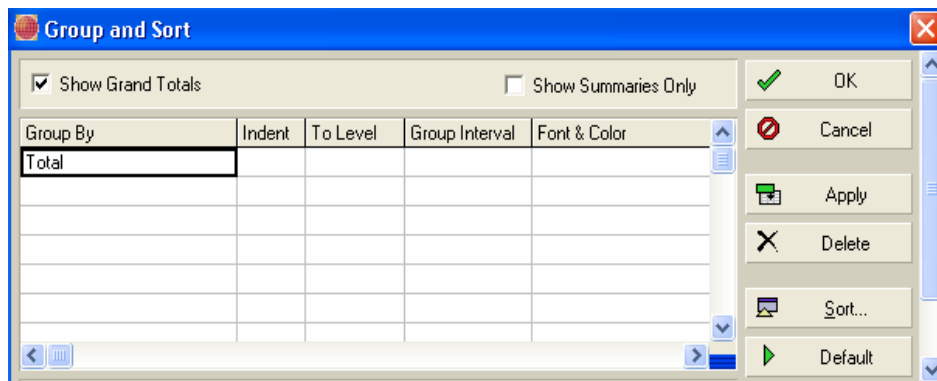 Group and Sort
Show Grand Totals
Show Summaries Only
OK
Cancel
Group By
Indent
To Level
Group Interval
Font & Color
Total
Apply
Delete
Sort...
Default